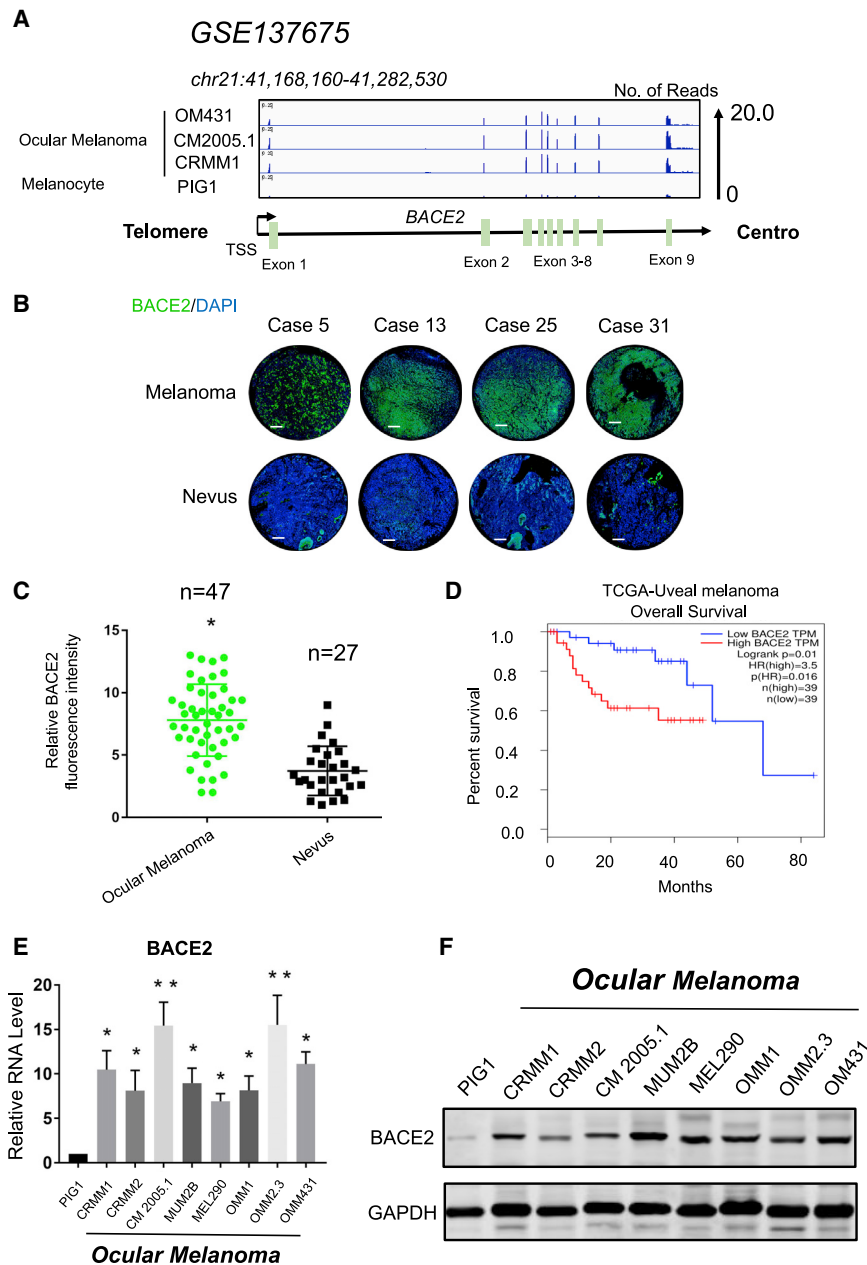 A
GSE137675
chr21:41,168,160-41,282,530
No. of Reads
Ocular Melanoma
Melanocyte
OM431
CM2005.1
CRMM1
PIG1
20.0
0
BACE2
Telomere
Centro
TSS
Exon 1
Exon 2
Exon 3-8
Exon 9
B
BACE2/DAPI
Case 5 Case 13 Case 25 Case 31
Melanoma
Nevus
C
n=47
*
n=27
Relative BACE2
fluorescence intensity
15
10
5
0
Ocular Melanoma
Nevus
D
TCGA-Uveal melanoma
Overall Survival
Low BACE2 TPM
High BACE2 TPM
Logrank p=0.01
HR(high)=3.5
p(HR)=0.016
n(high)=39
n(low)=39
Percent survival
1.0
0.8
0.6
0.4
0.2
0.0
0 20 40 60 80
Months
E
BACE2
Relative RNA Level
20
15
10
5
0
* * ** * * * ** *
PIG1
CRMM1
CRMM2
CM 2005.1
MUM2B
MEL290
OMM1
OMM2.3
OMM431
Ocular Melanoma
F
Ocular Melanoma
PIG1
CRMM1
CRMM2
CM 2005.1
MUM2B
MEL290
OMM1
OMM2.3
OM431
BACE2
GAPDH